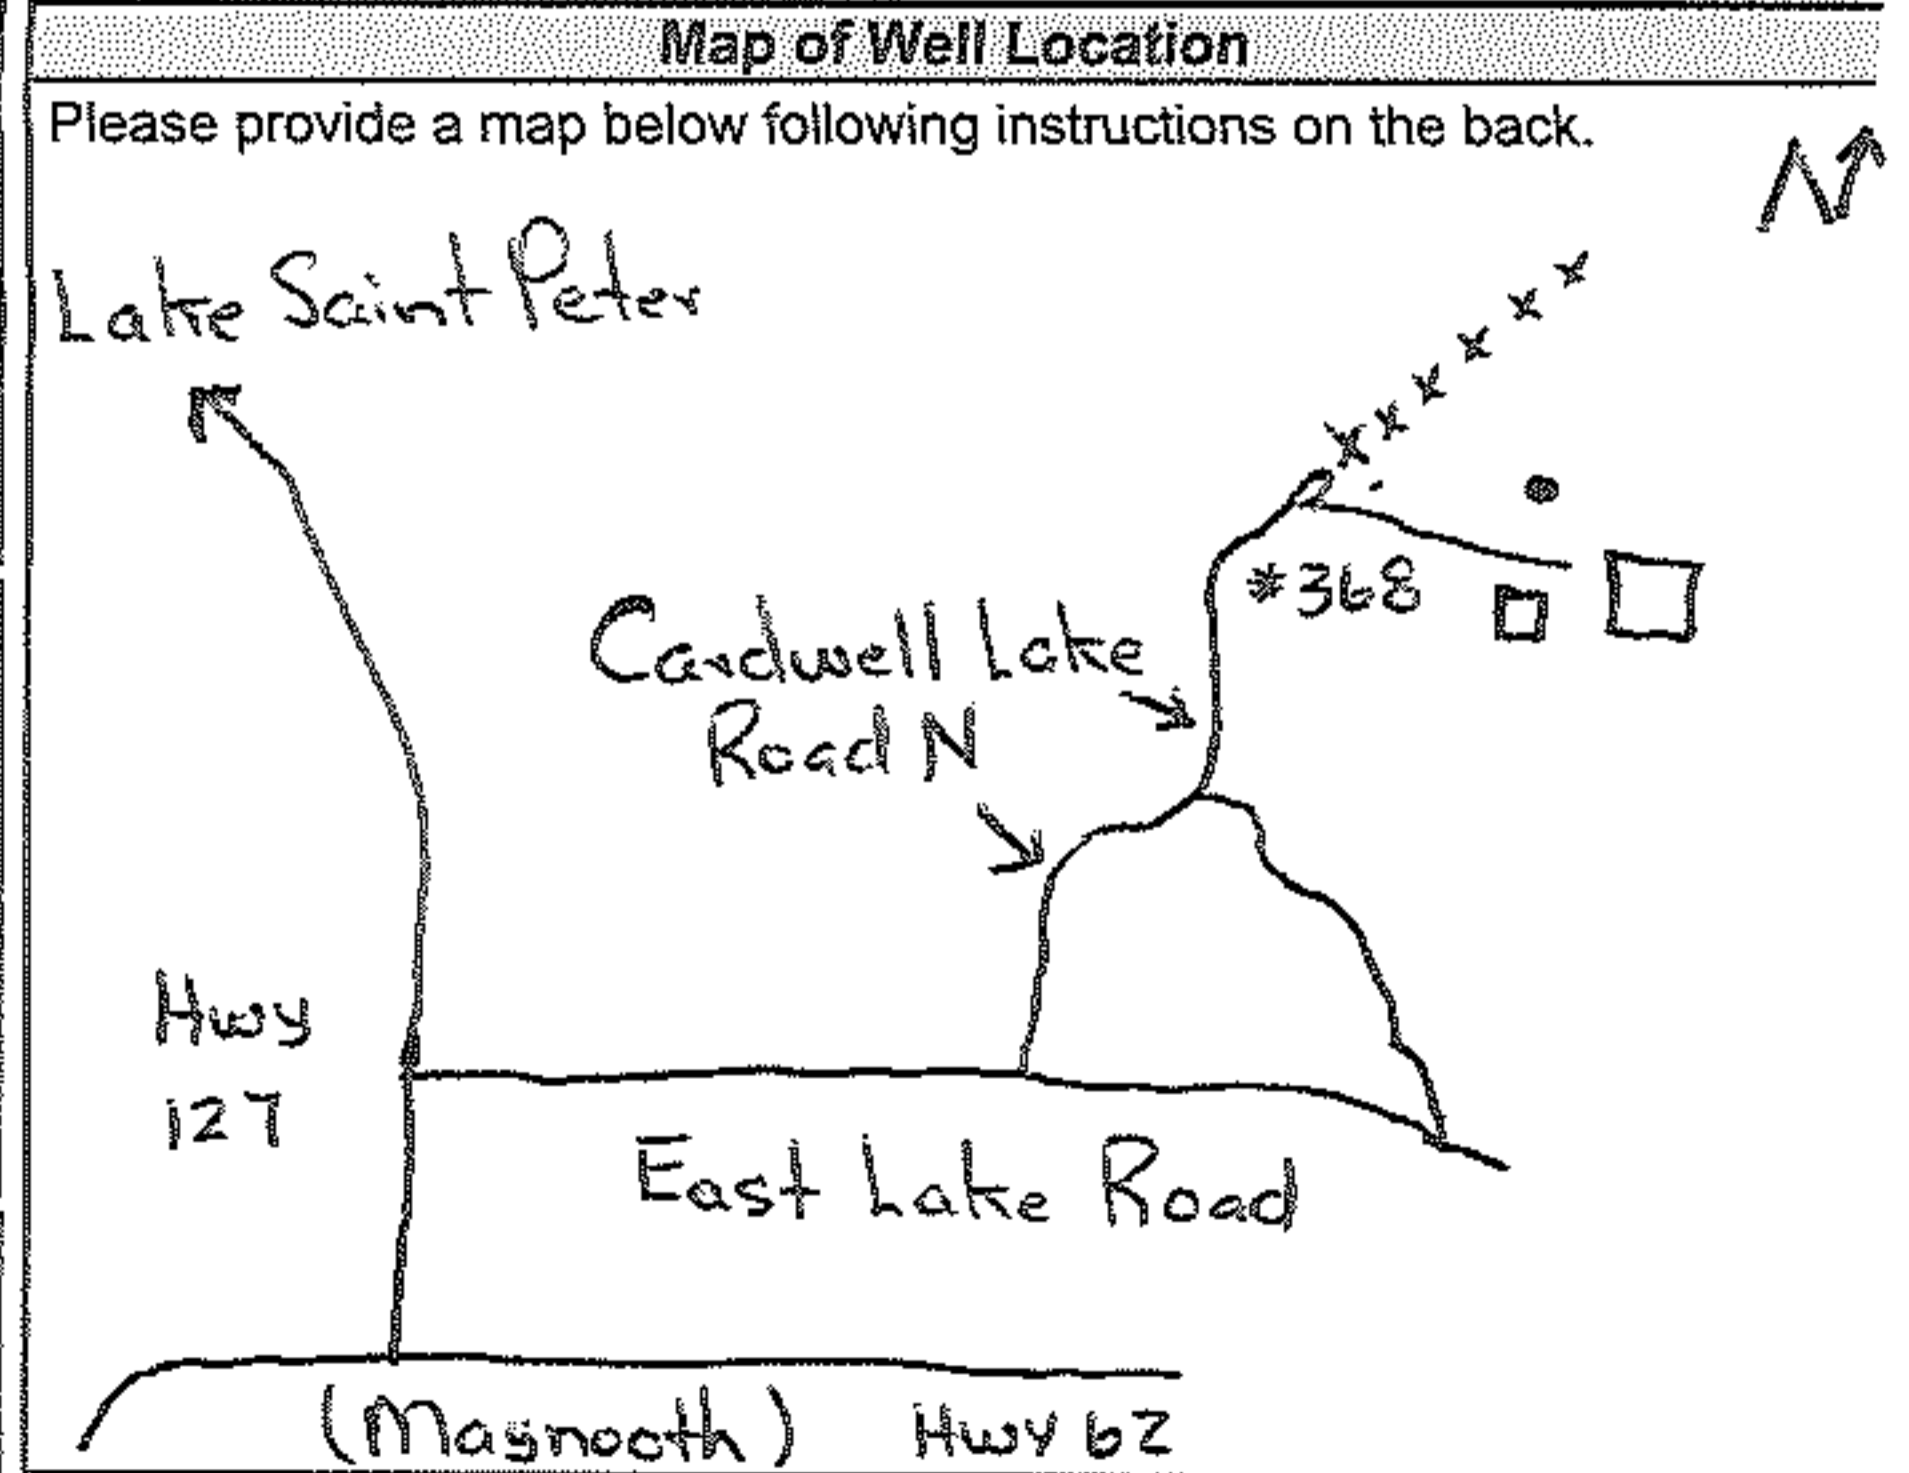 Map of Well Location
Please provide a map below following instructions on the back.
N
Lake Saint Peter
*368
Cardwell Lake
Road N
Hwy
127
East Lake Road
(Maynooth) Hwy 62